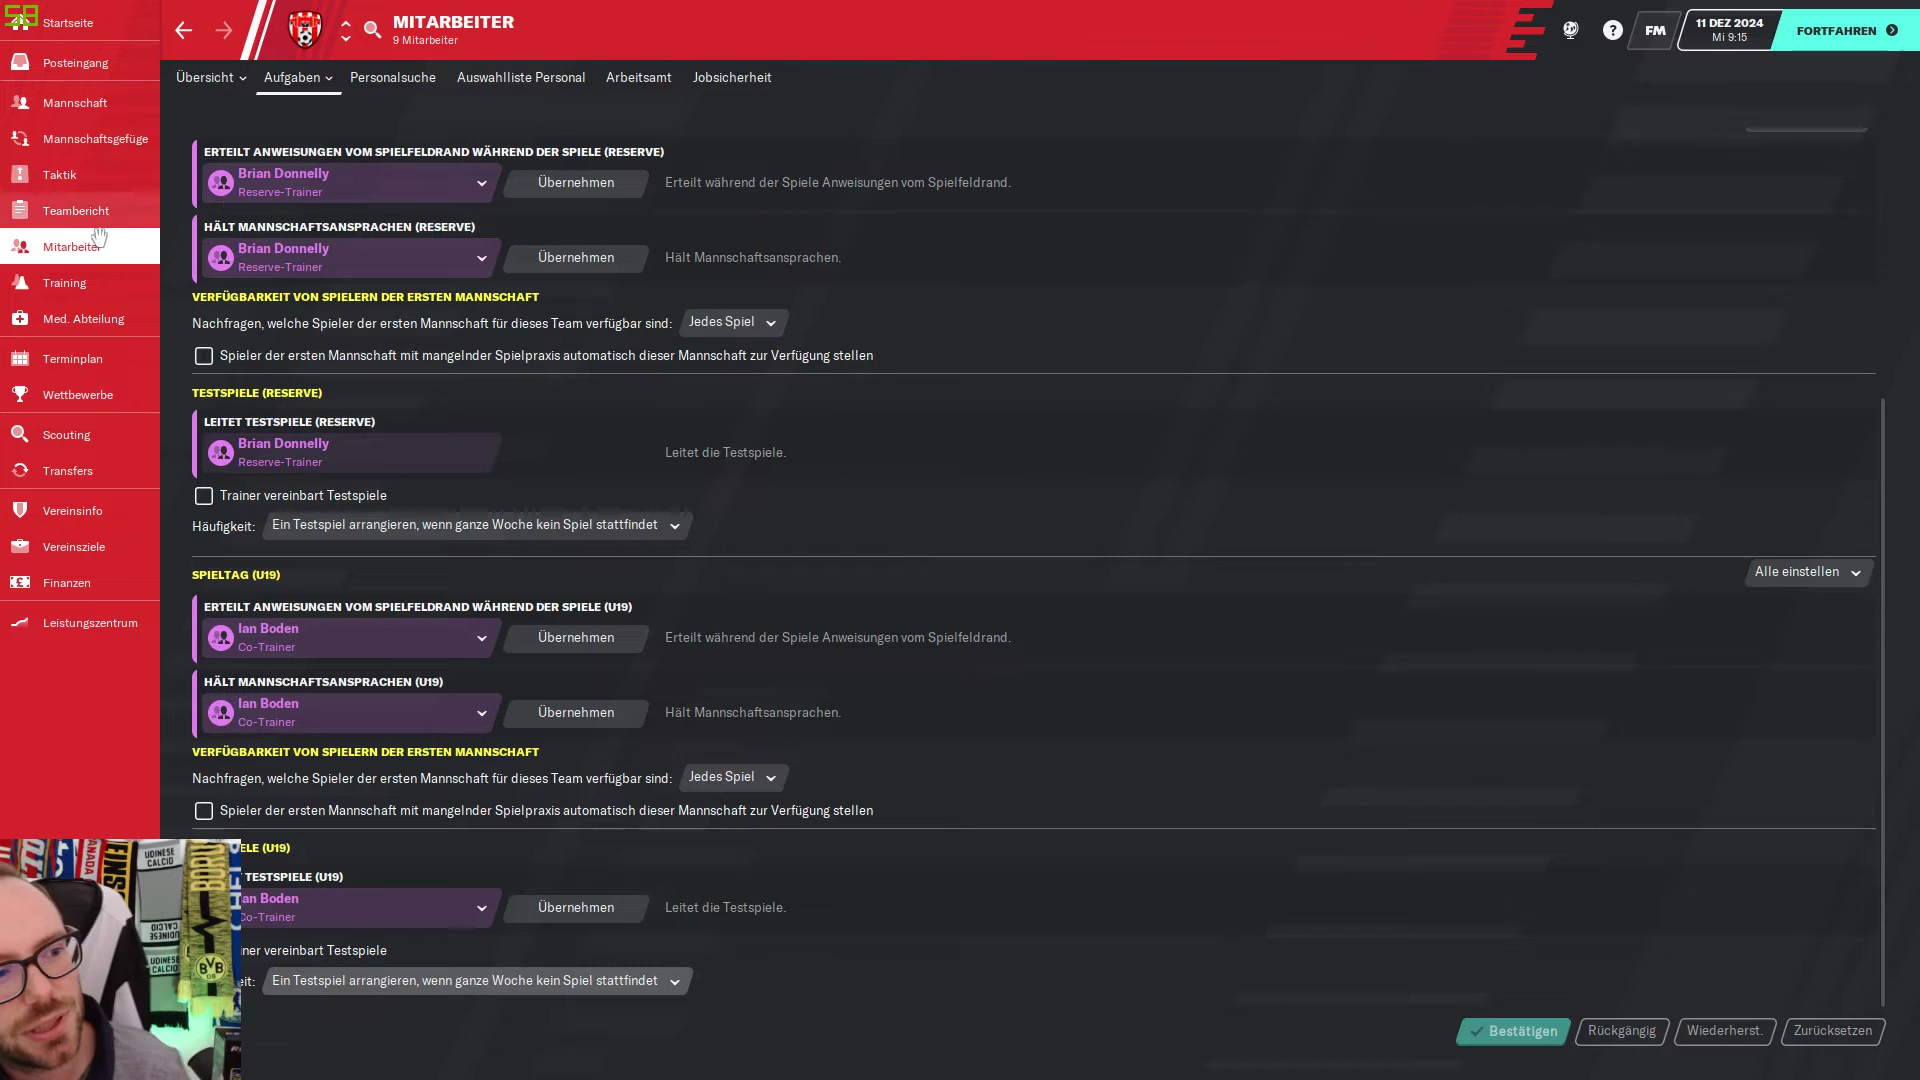 58
Startseite
Posteingang
Mannschaft
Mannschaftsgefüge
Taktik
Teambericht
Mitarbeiter
Training
Med. Abteilung
Terminplan
Wettbewerbe
Scouting
Transfers
Vereinsinfo
Vereinsziele
Finanzen
Leistungszentrum
MITARBEITER
9 Mitarbeiter
?
FM
11 DEZ 2024
Mi 9:15
FORTFAHREN
Übersicht
Aufgaben
Personalsuche
Auswahlliste Personal
Arbeitsamt
Jobsicherheit
ERTEILT ANWEISUNGEN VOM SPIELFELDRAND WÄHREND DER SPIELE (RESERVE)
Brian Donnelly
Reserve-Trainer
Übernehmen
Erteilt während der Spiele Anweisungen vom Spielfeldrand.
HÄLT MANNSCHAFTSANSPRACHEN (RESERVE)
Brian Donnelly
Reserve-Trainer
Übernehmen
Hält Mannschaftsansprachen.
VERFÜGBARKEIT VON SPIELERN DER ERSTEN MANNSCHAFT
Nachfragen, welche Spieler der ersten Mannschaft für dieses Team verfügbar sind: Jedes Spiel
Spieler der ersten Mannschaft mit mangelnder Spielpraxis automatisch dieser Mannschaft zur Verfügung stellen
TESTSPIELE (RESERVE)
LEITET TESTSPIELE (RESERVE)
Brian Donnelly
Reserve-Trainer
Leitet die Testspiele.
Trainer vereinbart Testspiele
Häufigkeit: Ein Testspiel arrangieren, wenn ganze Woche kein Spiel stattfindet
SPIELTAG (U19)
Alle einstellen
ERTEILT ANWEISUNGEN VOM SPIELFELDRAND WÄHREND DER SPIELE (U19)
Ian Boden
Co-Trainer
Übernehmen
Erteilt während der Spiele Anweisungen vom Spielfeldrand.
HÄLT MANNSCHAFTSANSPRACHEN (U19)
Ian Boden
Co-Trainer
Übernehmen
Hält Mannschaftsansprachen.
VERFÜGBARKEIT VON SPIELERN DER ERSTEN MANNSCHAFT
Nachfragen, welche Spieler der ersten Mannschaft für dieses Team verfügbar sind: Jedes Spiel
Spieler der ersten Mannschaft mit mangelnder Spielpraxis automatisch dieser Mannschaft zur Verfügung stellen
ELE (U19)
TESTSPIELE (U19)
an Boden
Co-Trainer
Übernehmen
Leitet die Testspiele.
iner vereinbart Testspiele
eit: Ein Testspiel arrangieren, wenn ganze Woche kein Spiel stattfindet
Bestätigen
Rückgängig
Wiederherst.
Zurücksetzen
CANADA
UDINESE
CALCIO
BORU
UDINESE
CALCIO
BVB
09